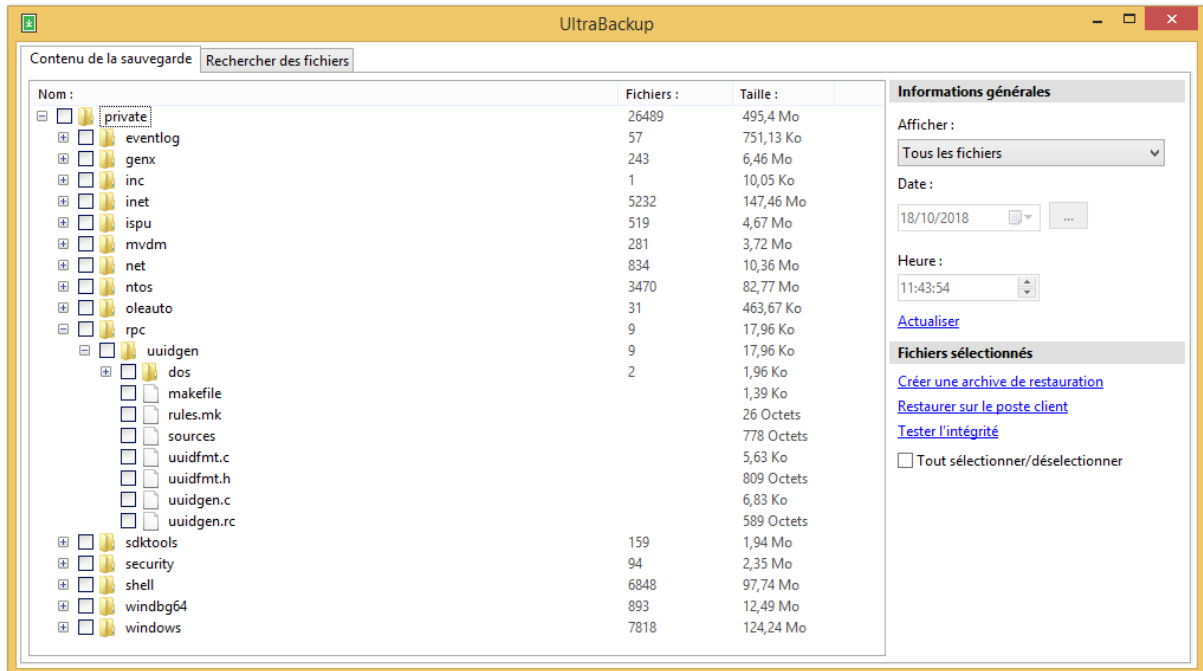 UltraBackup
Contenu de la sauvegarde Rechercher des fichiers
Nom : Fichiers : Taille :
private 26489 495,4 Mo
eventlog 57 751,13 Ko
genx 243 6,46 Mo
inc 1 10,05 Ko
inet 5232 147,46 Mo
ispu 519 4,67 Mo
mvdm 281 3,72 Mo
net 834 10,36 Mo
ntos 3470 82,77 Mo
oleauto 31 463,67 Ko
rpc 9 17,96 Ko
uuidgen 9 17,96 Ko
dos 2 1,96 Ko
makefile 1,39 Ko
rules.mk 26 Octets
sources 778 Octets
uuidfmt.c 5,63 Ko
uuidfmt.h 809 Octets
uuidgen.c 6,83 Ko
uuidgen.rc 589 Octets
sdktools 159 1,94 Mo
security 94 2,35 Mo
shell 6848 97,74 Mo
windbg64 893 12,49 Mo
windows 7818 124,24 Mo
Informations générales
Afficher :
Tous les fichiers
Date :
18/10/2018 ...
Heure :
11:43:54
Actualiser
Fichiers sélectionnés
Créer une archive de restauration
Restaurer sur le poste client
Tester l'intégrité
Tout sélectionner/déselectionner